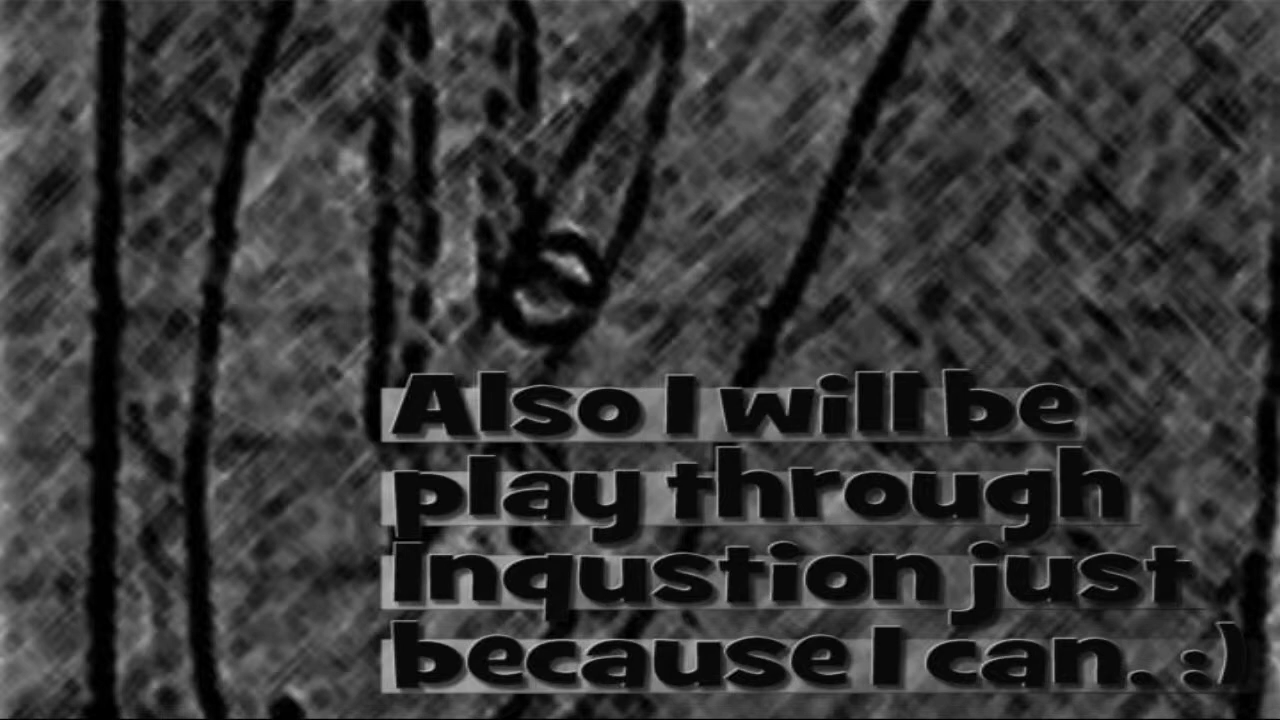 Also I will be
play through
Inqustion just
because I can. :)